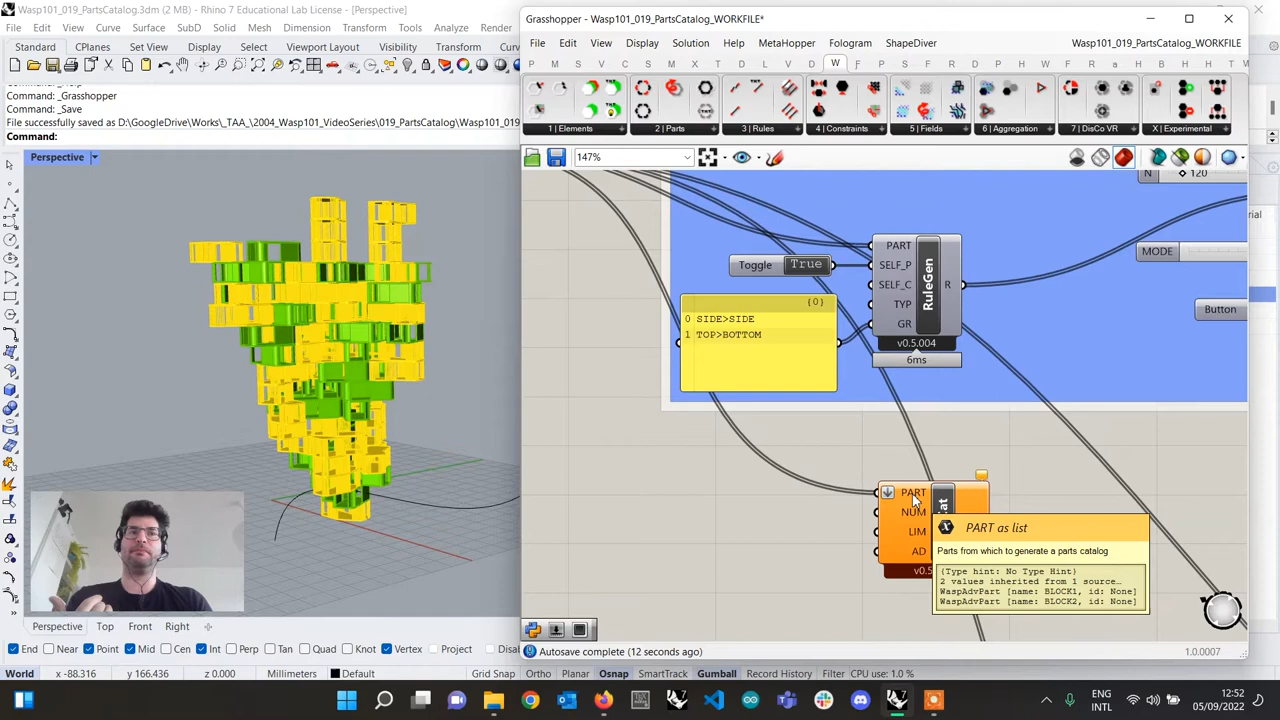 Wasp101_019_PartsCatalog.3dm (2 MB) - Rhino 7 Educational Lab License - [Perspective]
File Edit View Curve Surface SubD Solid Mesh Dimension Transform Tools Analyze Render
Standard CPlanes Set View Display Select Viewport Layout Visibility Transform
Command: _Grasshopper
Command: _Save
File successfully saved as D:\GoogleDrive\Works\_TAA_\2004_Wasp101_VideoSeries\019_PartsCatalog\Wasp101_019
Command:
Perspective
Perspective Top Front Right
End Near Point Mid Cen Int Perp Tan Quad Knot Vertex Project
World x -88.316 y 166.436 z 0.000 Millimeters Default Grid Snap Ortho Planar Osnap SmartTrack Gumball Record History Filter CPU use: 1.0 %
Grasshopper - Wasp101_019_PartsCatalog_WORKFILE*
File Edit View Display Solution Help MetaHopper Fologram ShapeDiver Wasp101_019_PartsCatalog_WORKFILE
1 | Elements 2 | Parts 3 | Rules 4 | Constraints 5 | Fields 6 | Aggregation 7 | DisCo VR X | Experimental
147%
N 120
PART
Toggle True SELF_P
MODE
SELF_C RuleGen R
TYP
GR
Button
{0}
0 SIDE>SIDE
1 TOP>BOTTOM
v0.5.004
6ms
PART
NUM
LIM
AD
v0.5
PART as list
Parts from which to generate a parts catalog
(Type hint: No Type Hint)
2 values inherited from 1 source…
WaspAdvPart [name: BLOCK1, id: None]
WaspAdvPart [name: BLOCK2, id: None]
Autosave complete (12 seconds ago) 1.0.0007
ENG
INTL
12:52
05/09/2022